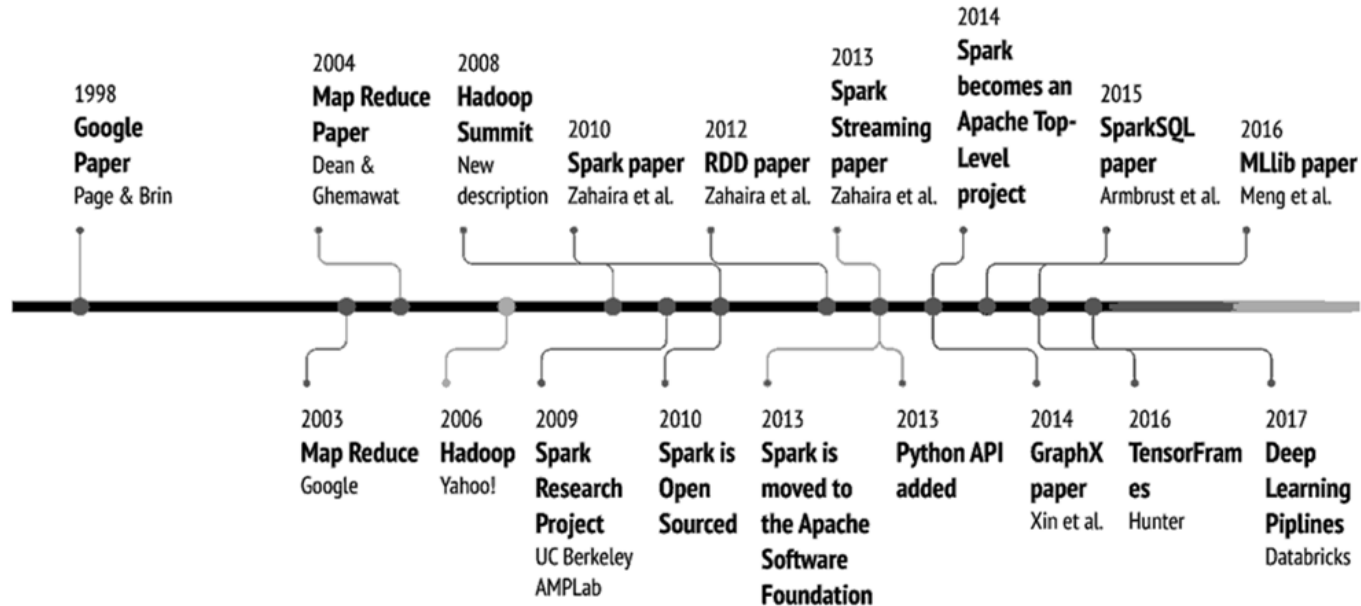 1998
Google
Paper
Page & Brin
2004
Map Reduce
Paper
Dean &
Ghemawat
2008
Hadoop
Summit
New
description
2010
Spark paper
Zahaira et al.
2012
RDD paper
Zahaira et al.
2013
Spark
Streaming
paper
Zahaira et al.
2014
Spark
becomes an
Apache Top-
Level
project
2015
SparkSQL
paper
Armbrust et al.
2016
MLlib paper
Meng et al.
2003
Map Reduce
Google
2006
Hadoop
Yahoo!
2009
Spark
Research
Project
UC Berkeley
AMPLab
2010
Spark is
Open
Sourced
2013
Spark is
moved to
the Apache
Software
Foundation
2013
Python API
added
2014
GraphX
paper
Xin et al.
2016
TensorFram
es
Hunter
2017
Deep
Learning
Piplines
Databricks